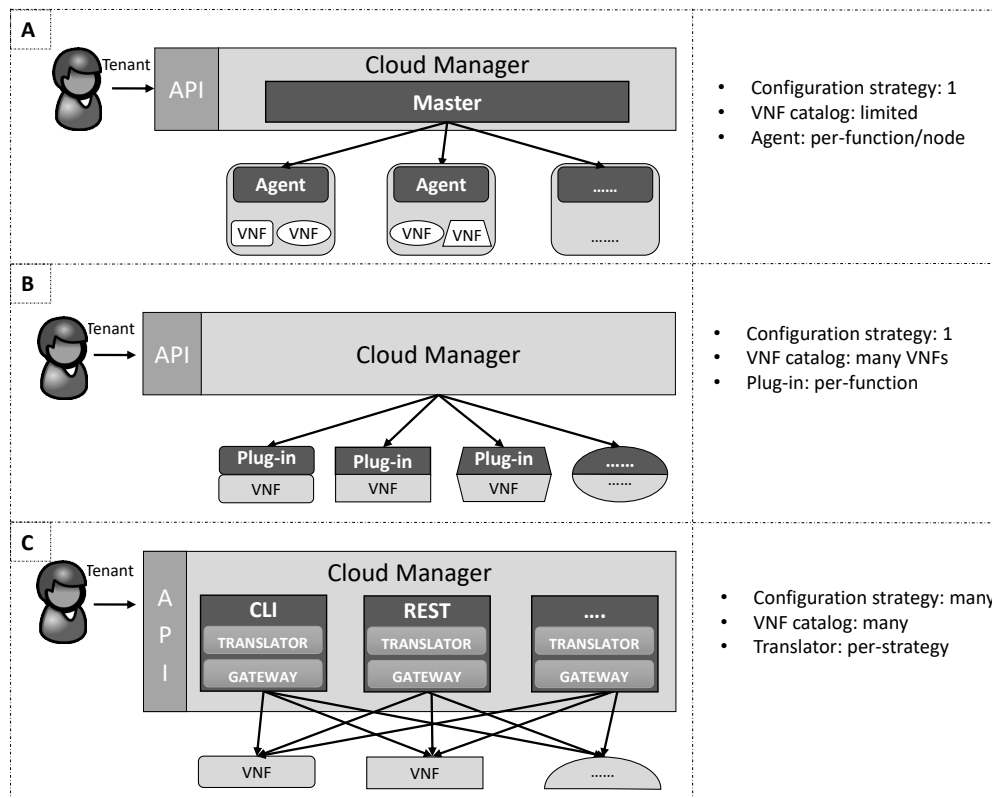 A
Tenant
API
Cloud Manager
Master
Agent
Agent
......
VNF
VNF
VNF
VNF
.......
• Configuration strategy: 1
• VNF catalog: limited
• Agent: per-function/node
B
Tenant
API
Cloud Manager
Plug-in
Plug-in
Plug-in
......
VNF
VNF
VNF
......
• Configuration strategy: 1
• VNF catalog: many VNFs
• Plug-in: per-function
C
Tenant
API
Cloud Manager
CLI
REST
....
TRANSLATOR
TRANSLATOR
TRANSLATOR
GATEWAY
GATEWAY
GATEWAY
VNF
VNF
......
• Configuration strategy: many
• VNF catalog: many
• Translator: per-strategy